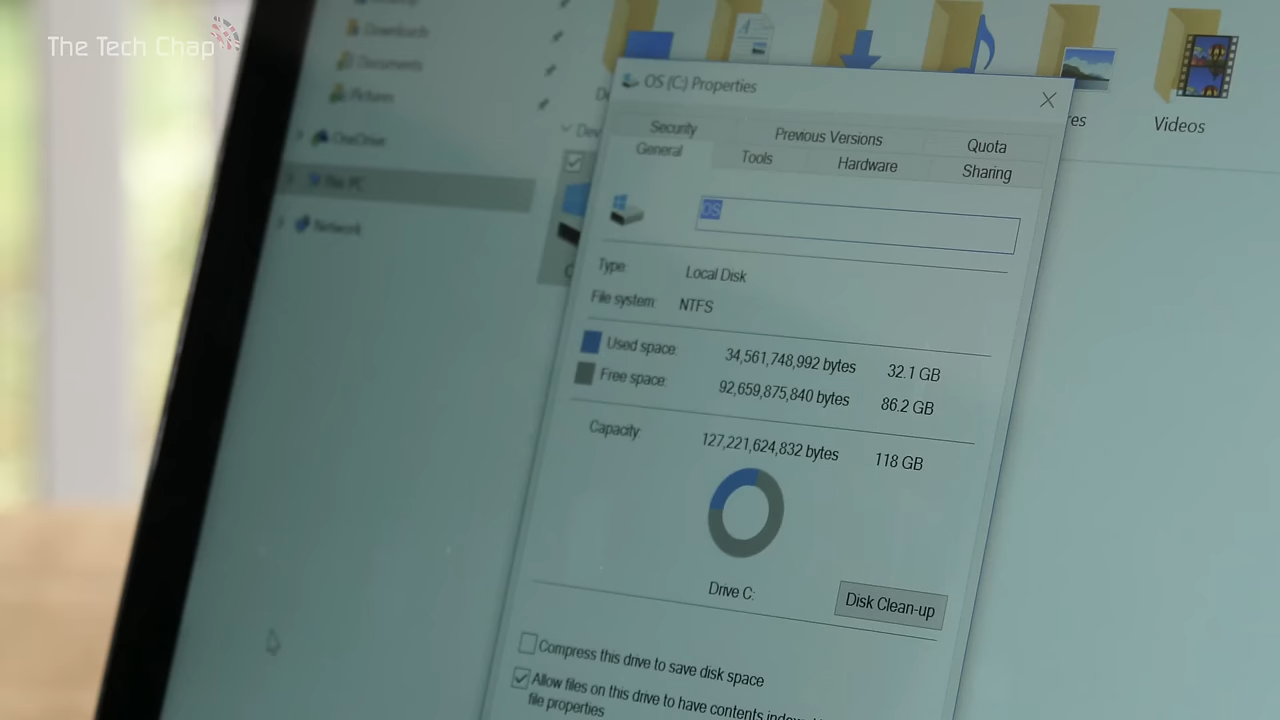 The Tech Chap
Downloads
Documents
Pictures
OneDrive
This PC
Network
Videos
OS (C:) Properties
Security
Previous Versions
Quota
General
Tools
Hardware
Sharing
OS
Type:
Local Disk
File system:
NTFS
Used space:
34,561,748,992 bytes
32.1 GB
Free space:
92,659,875,840 bytes
86.2 GB
Capacity:
127,221,624,832 bytes
118 GB
Drive C:
Disk Clean-up
Compress this drive to save disk space
Allow files on this drive to have contents
file properties